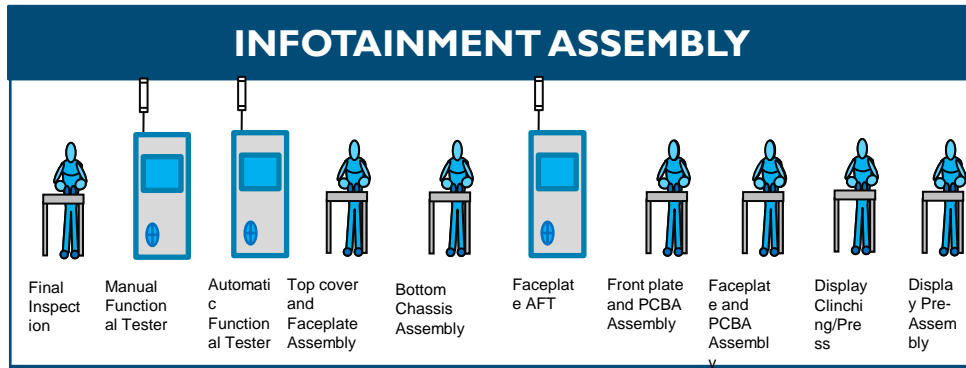 INFOTAINMENT ASSEMBLY
Final
Inspect
ion
Manual
Function
al Tester
Automati
c
Function
al Tester
Top cover
and
Faceplate
Assembly
Bottom
Chassis
Assembly
Faceplat
e AFT
Front plate
and PCBA
Assembly
Faceplat
e and
PCBA
Assembl
y
Display
Clinchi
ng/Pre
ss
Displa
y Pre-
Assem
bly